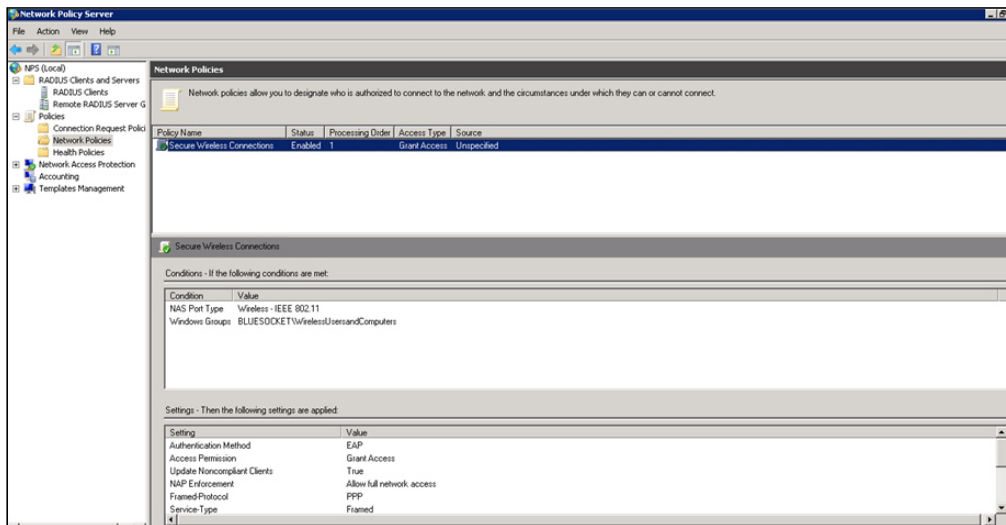 Network Policy Server
File Action View Help
NPS (Local)
RADIUS Clients and Servers
RADIUS Clients
Remote RADIUS Server G
Policies
Connection Request Polici
Network Policies
Health Policies
Network Access Protection
Accounting
Templates Management
Network Policies
Network policies allow you to designate who is authorized to connect to the network and the circumstances under which they can or cannot connect.
Policy Name Status Processing Order Access Type Source
Secure Wireless Connections Enabled 1 Grant Access Unspecified
Secure Wireless Connections
Conditions - If the following conditions are met:
Condition Value
NAS Port Type Wireless - IEEE 802.11
Windows Groups BLUESOCKET\WirelessUsersandComputers
Settings - Then the following settings are applied:
Setting Value
Authentication Method EAP
Access Permission Grant Access
Update Noncompliant Clients True
NAP Enforcement Allow full network access
Framed-Protocol PPP
Service-Type Framed